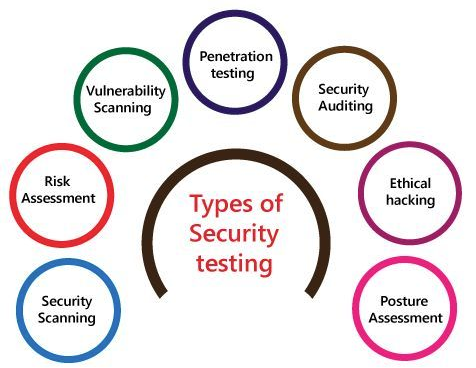 Penetration
testing
Vulnerability
Scanning
Security
Auditing
Risk
Assessment
Ethical
hacking
Types of
Security
testing
Security
Scanning
Posture
Assessment